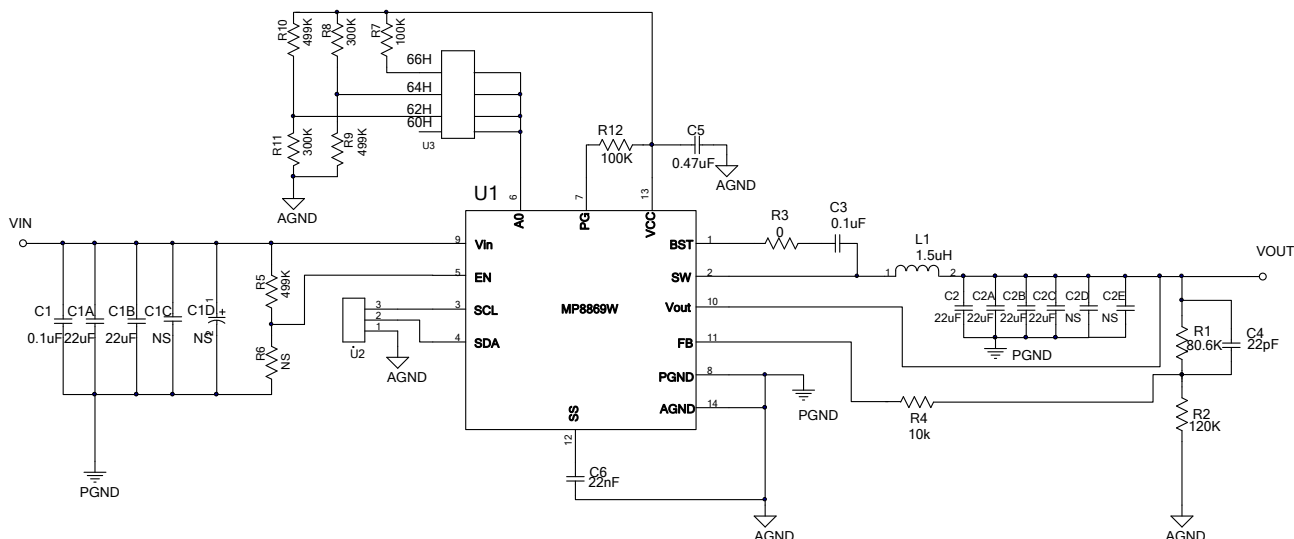 R10
499K
R8
300K
R7
100K
66H
64H
62H
60H
U3
R11
300K
R9
499K
AGND
R12
100K
C5
0.47uF
AGND
U1
6
7
13
A0
PG
VCC
VIN
9
Vin
BST
1
R3
0
C3
0.1uF
L1
1.5uH
1
2
VOUT
5
EN
SW
2
R5
499K
3
SCL
MP8869W
Vout
10
4
SDA
FB
11
3
2
1
U2
AGND
C1
0.1uF
C1A
22uF
C1B
22uF
C1C
NS
C1D
NS
1
+
2
R6
NS
PGND
C2
22uF
C2A
22uF
C2B
22uF
C2C
22uF
C2D
NS
C2E
NS
PGND
R1
80.6K
C4
22pF
PGND
8
PGND
AGND
14
R4
10k
R2
120K
SS
12
C6
22nF
AGND
AGND